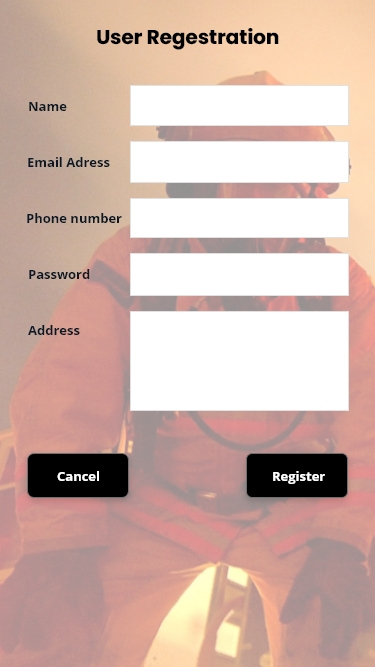 User Regestration
Name
Email Adress
Phone number
Password
Address
Cancel
Register